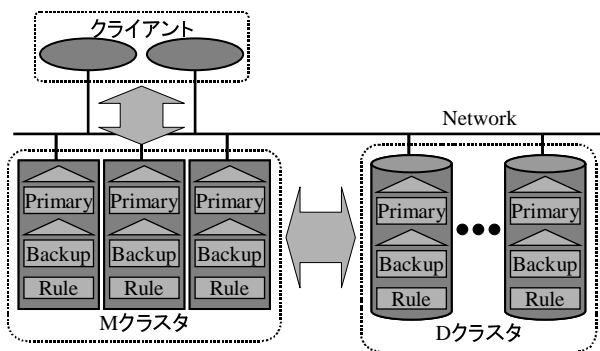 クライアント
Network
Primary Primary Primary Primary Primary
Backup Backup Backup Backup Backup
Rule Rule Rule Rule Rule
Mクラスタ Dクラスタ